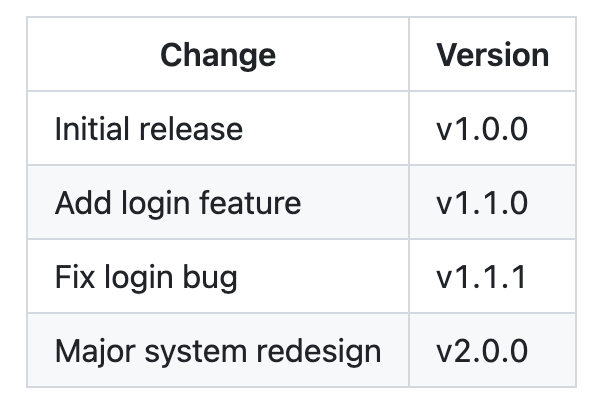 Change Version
Initial release v1.0.0
Add login feature v1.1.0
Fix login bug v1.1.1
Major system redesign v2.0.0